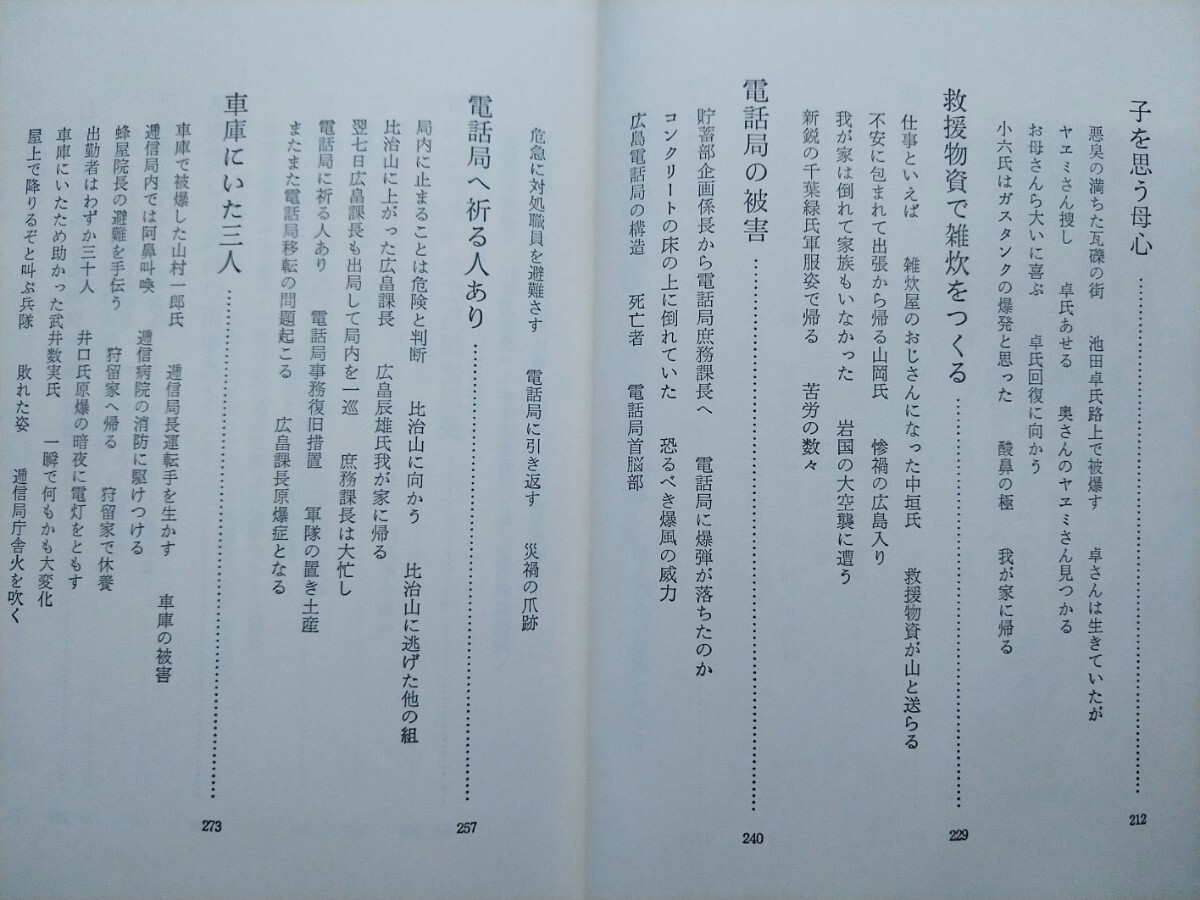 子を思う母心 ………… 212
悪臭の満ちた瓦礫の街　池田卓氏路上で被爆す　卓さんは生きていたが
ヤヱミさん捜し　卓氏あせる　奥さんのヤヱミさん見つかる
お母さんら大いに喜ぶ　卓氏回復に向かう
小六氏はガスタンクの爆発と思った　酸鼻の極　我が家に帰る
救援物資で雑炊をつくる ………… 229
仕事といえば　雑炊屋のおじさんになった中垣氏　救援物資が山と送らる
不安に包まれて出張から帰る山岡氏　惨禍の広島入り
我が家は倒れて家族もいなかった　岩国の大空襲に遭う
新鋭の千葉緑氏軍服姿で帰る　苦労の数々
電話局の被害 ………… 240
貯蓄部企画係長から電話局庶務課長へ　電話局に爆弾が落ちたのか
コンクリートの床の上に倒れていた　恐るべき爆風の威力
広島電話局の構造　死亡者　電話局首脳部
危急に対処職員を避難さす　電話局に引き返す　災禍の爪跡
電話局へ祈る人あり ………… 257
局内に止まることは危険と判断　比治山に向かう　比治山に逃げた他の組
比治山に上がった広畠課長　広畠辰雄氏我が家に帰る
翌七日広畠課長も出局して局内を一巡　庶務課長は大忙し
電話局に祈る人あり　電話局事務復旧措置　軍隊の置き土産
またまた電話局移転の問題起こる　広畠課長原爆症となる
車庫にいた三人 ………… 273
車庫で被爆した山村一郎氏　逓信局長運転手を生かす　車庫の被害
逓信局内では阿鼻叫喚　逓信病院の消防に駆けつける
蜂屋院長の避難を手伝う　狩留家へ帰る　狩留家で休養
出勤者はわずか三十人　井口氏原爆の暗夜に電灯をともす
車庫にいたため助かった武井数実氏　一瞬で何もかも大変化
屋上で降りるぞと叫ぶ兵隊　敗れた姿　逓信局庁舎火を吹く